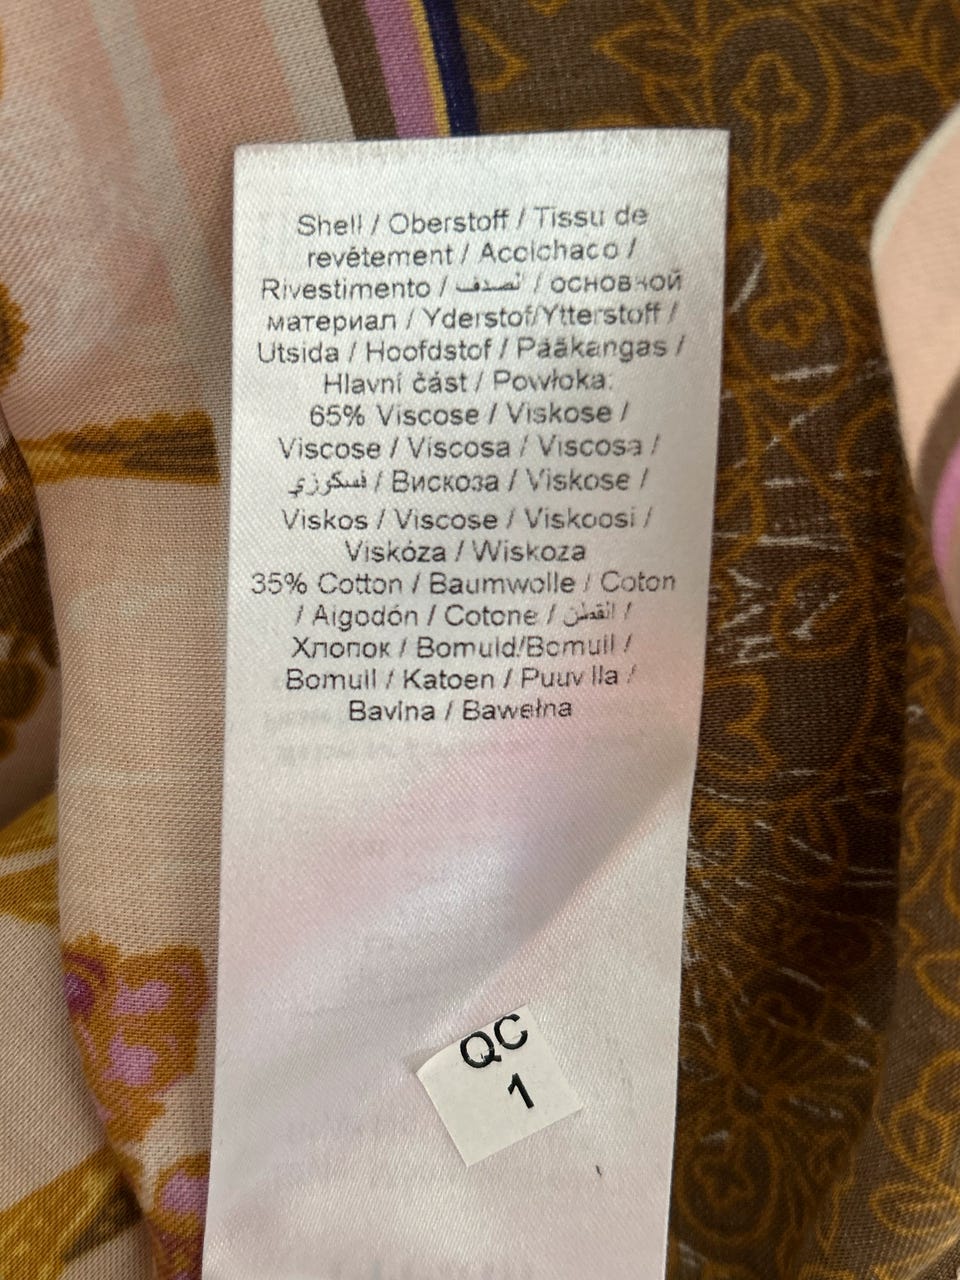 Shell / Oberstoff / Tissu de
revêtement / Acolchaco /
Rivestimento / الصدف / основной
материал / Yderstof/Ytterstoff /
Utsida / Hoofdstof / Pääkangas /
Hlavní část / Powłoka:
65% Viscose / Viskose /
Viscose / Viscosa / Viscosa /
فسكوزي / Вискоза / Viskose /
Viskos / Viscose / Viskoosi /
Viskóza / Wiskoza
35% Cotton / Baumwolle / Coton
/ Algodón / Cotone / القطن /
Хлопок / Bomuld/Bomull /
Bomull / Katoen / Puuvilla /
Bavlna / Bawełna
QC
1